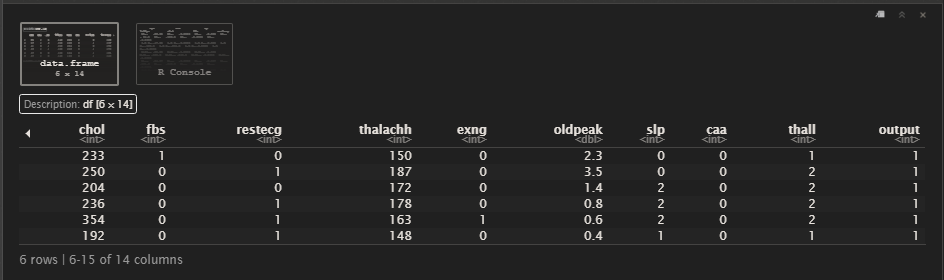 data.frame
6 x 14
R Console
Description: df [6 × 14]
chol fbs restecg thalachh exng oldpeak slp caa thall output
<int> <int> <int> <int> <int> <dbl> <int> <int> <int> <int>
233 1 0 150 0 2.3 0 0 1 1
250 0 1 187 0 3.5 0 0 2 1
204 0 0 172 0 1.4 2 0 2 1
236 0 1 178 0 0.8 2 0 2 1
354 0 1 163 1 0.6 2 0 2 1
192 0 1 148 0 0.4 1 0 1 1
6 rows | 6-15 of 14 columns